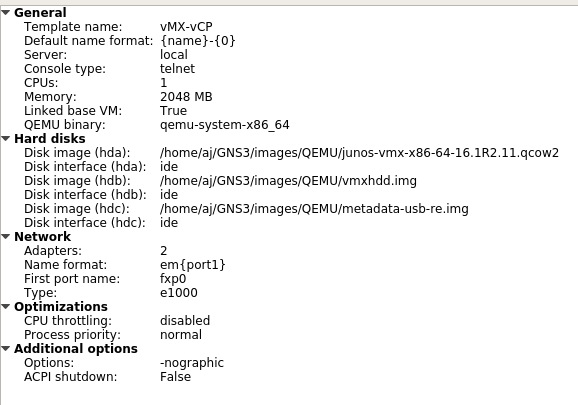 General
Template name: vMX-vCP
Default name format: {name}-{0}
Server: local
Console type: telnet
CPUs: 1
Memory: 2048 MB
Linked base VM: True
QEMU binary: qemu-system-x86_64
Hard disks
Disk image (hda): /home/aj/GNS3/images/QEMU/junos-vmx-x86-64-16.1R2.11.qcow2
Disk interface (hda): ide
Disk image (hdb): /home/aj/GNS3/images/QEMU/vmxhdd.img
Disk interface (hdb): ide
Disk image (hdc): /home/aj/GNS3/images/QEMU/metadata-usb-re.img
Disk interface (hdc): ide
Network
Adapters: 2
Name format: em{port1}
First port name: fxp0
Type: e1000
Optimizations
CPU throttling: disabled
Process priority: normal
Additional options
Options: -nographic
ACPI shutdown: False